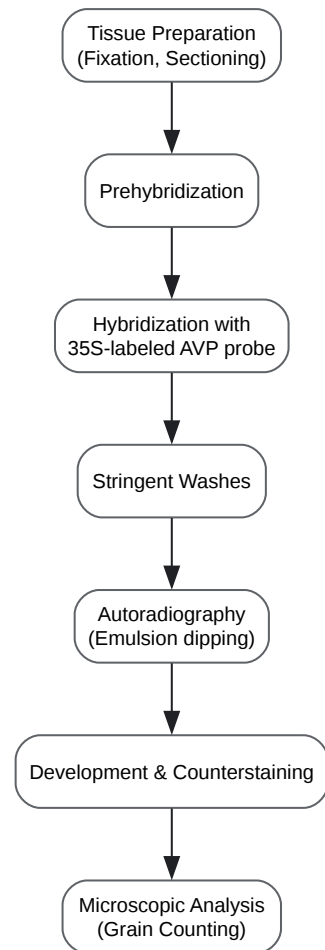 Tissue Preparation
(Fixation, Sectioning)
Prehybridization
Hybridization with
35S-labeled AVP probe
Stringent Washes
Autoradiography
(Emulsion dipping)
Development & Counterstaining
Microscopic Analysis
(Grain Counting)